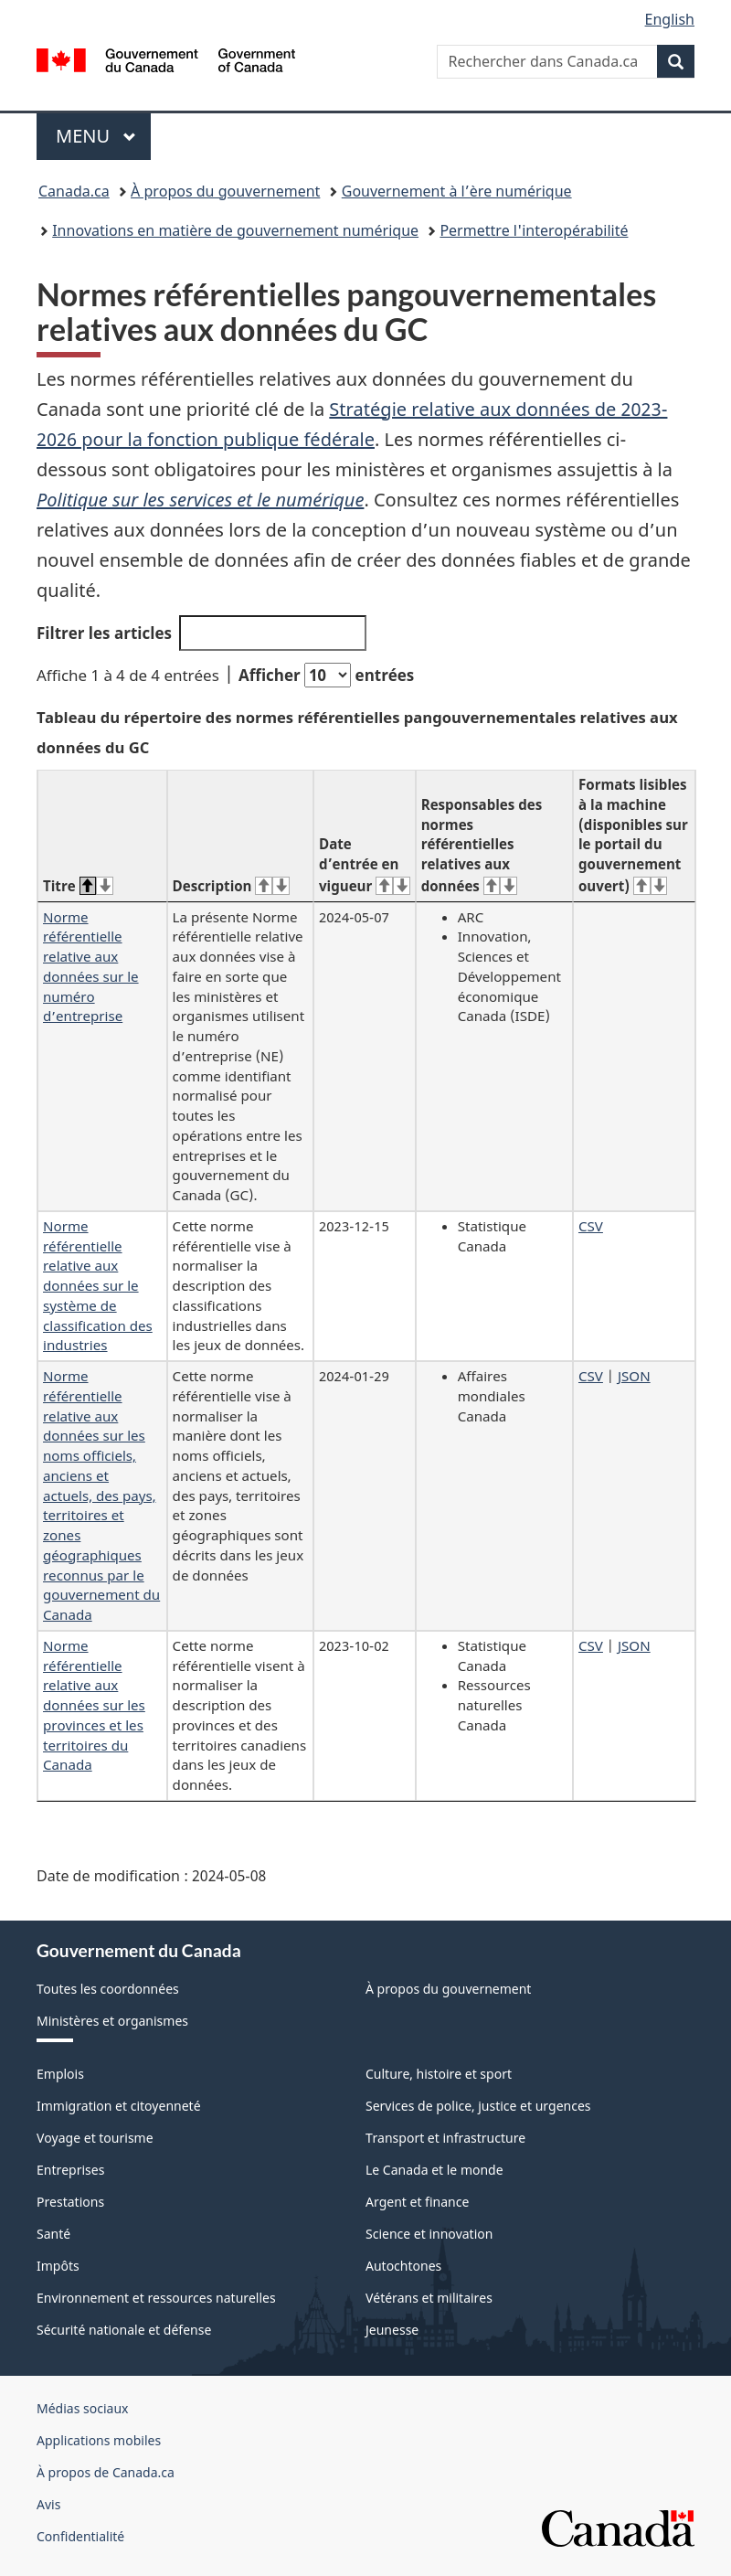 English
Gouvernement
du Canada
Government
of Canada
Rechercher dans Canada.ca
MENU
Canada.ca
À propos du gouvernement
Gouvernement à l’ère numérique
Innovations en matière de gouvernement numérique
Permettre l'interopérabilité
Normes référentielles pangouvernementales
relatives aux données du GC
Les normes référentielles relatives aux données du gouvernement du
Canada sont une priorité clé de la Stratégie relative aux données de 2023-
2026 pour la fonction publique fédérale. Les normes référentielles ci-
dessous sont obligatoires pour les ministères et organismes assujettis à la
Politique sur les services et le numérique. Consultez ces normes référentielles
relatives aux données lors de la conception d’un nouveau système ou d’un
nouvel ensemble de données afin de créer des données fiables et de grande
qualité.
Filtrer les articles
Affiche 1 à 4 de 4 entrées | Afficher 10 entrées
Tableau du répertoire des normes référentielles pangouvernementales relatives aux
données du GC
Titre
Description
Date
d’entrée en
vigueur
Responsables des
normes
référentielles
relatives aux
données
Formats lisibles
à la machine
(disponibles sur
le portail du
gouvernement
ouvert)
Norme
référentielle
relative aux
données sur le
numéro
d’entreprise
La présente Norme
référentielle relative
aux données vise à
faire en sorte que
les ministères et
organismes utilisent
le numéro
d’entreprise (NE)
comme identifiant
normalisé pour
toutes les
opérations entre les
entreprises et le
gouvernement du
Canada (GC).
2024-05-07
• ARC
• Innovation,
Sciences et
Développement
économique
Canada (ISDE)
Norme
référentielle
relative aux
données sur le
système de
classification des
industries
Cette norme
référentielle vise à
normaliser la
description des
classifications
industrielles dans
les jeux de données.
2023-12-15
• Statistique
Canada
CSV
Norme
référentielle
relative aux
données sur les
noms officiels,
anciens et
actuels, des pays,
territoires et
zones
géographiques
reconnus par le
gouvernement du
Canada
Cette norme
référentielle vise à
normaliser la
manière dont les
noms officiels,
anciens et actuels,
des pays, territoires
et zones
géographiques sont
décrits dans les jeux
de données
2024-01-29
• Affaires
mondiales
Canada
CSV | JSON
Norme
référentielle
relative aux
données sur les
provinces et les
territoires du
Canada
Cette norme
référentielle visent à
normaliser la
description des
provinces et des
territoires canadiens
dans les jeux de
données.
2023-10-02
• Statistique
Canada
• Ressources
naturelles
Canada
CSV | JSON
Date de modification : 2024-05-08
Gouvernement du Canada
Toutes les coordonnées
À propos du gouvernement
Ministères et organismes
Emplois
Culture, histoire et sport
Immigration et citoyenneté
Services de police, justice et urgences
Voyage et tourisme
Transport et infrastructure
Entreprises
Le Canada et le monde
Prestations
Argent et finance
Santé
Science et innovation
Impôts
Autochtones
Environnement et ressources naturelles
Vétérans et militaires
Sécurité nationale et défense
Jeunesse
Médias sociaux
Applications mobiles
À propos de Canada.ca
Avis
Confidentialité
Canada